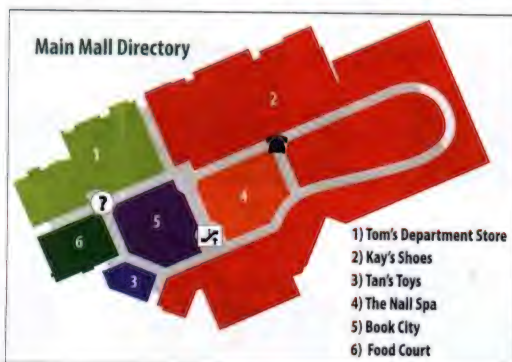 Main Mall Directory
2
1
?
5
4
6
3
1) Tom's Department Store
2) Kay's Shoes
3) Tan's Toys
4) The Nail Spa
5) Book City
6) Food Court